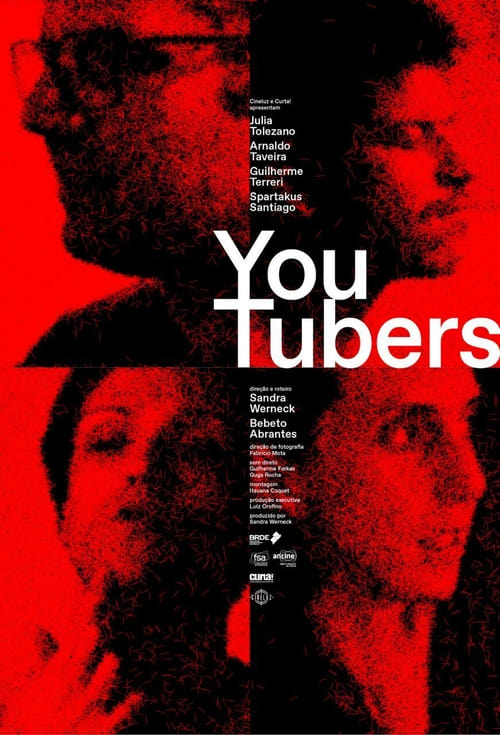 Cineluz e Curta!
apresentam
Julia
Tolezano
Arnaldo
Taveira
Guilherme
Terreri
Spartakus
Santiago
You
Tubers
direção e roteiro
Sandra
Werneck
Bebeto
Abrantes
direção de fotografia
Fabrício Mota
som direto
Guilherme Farkas
Guga Rocha
montagem
Itauana Coquet
produção executiva
Luiz Orofino
produzido por
Sandra Werneck
BRDE
fsa
ancine
CURTA!